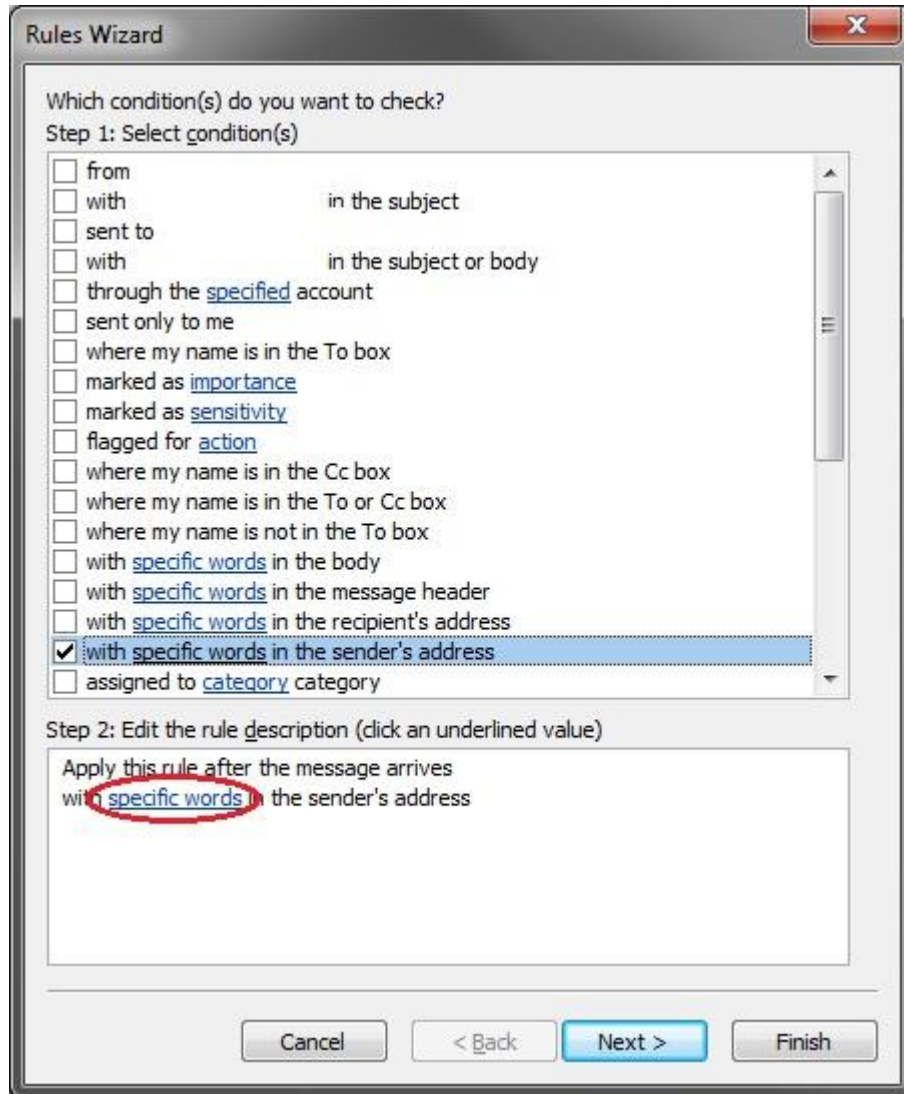 Rules Wizard
Which condition(s) do you want to check?
Step 1: Select condition(s)
from
with in the subject
sent to
with in the subject or body
through the specified account
sent only to me
where my name is in the To box
marked as importance
marked as sensitivity
flagged for action
where my name is in the Cc box
where my name is in the To or Cc box
where my name is not in the To box
with specific words in the body
with specific words in the message header
with specific words in the recipient's address
with specific words in the sender's address
assigned to category category
Step 2: Edit the rule description (click an underlined value)
Apply this rule after the message arrives
with specific words in the sender's address
Cancel < Back Next > Finish